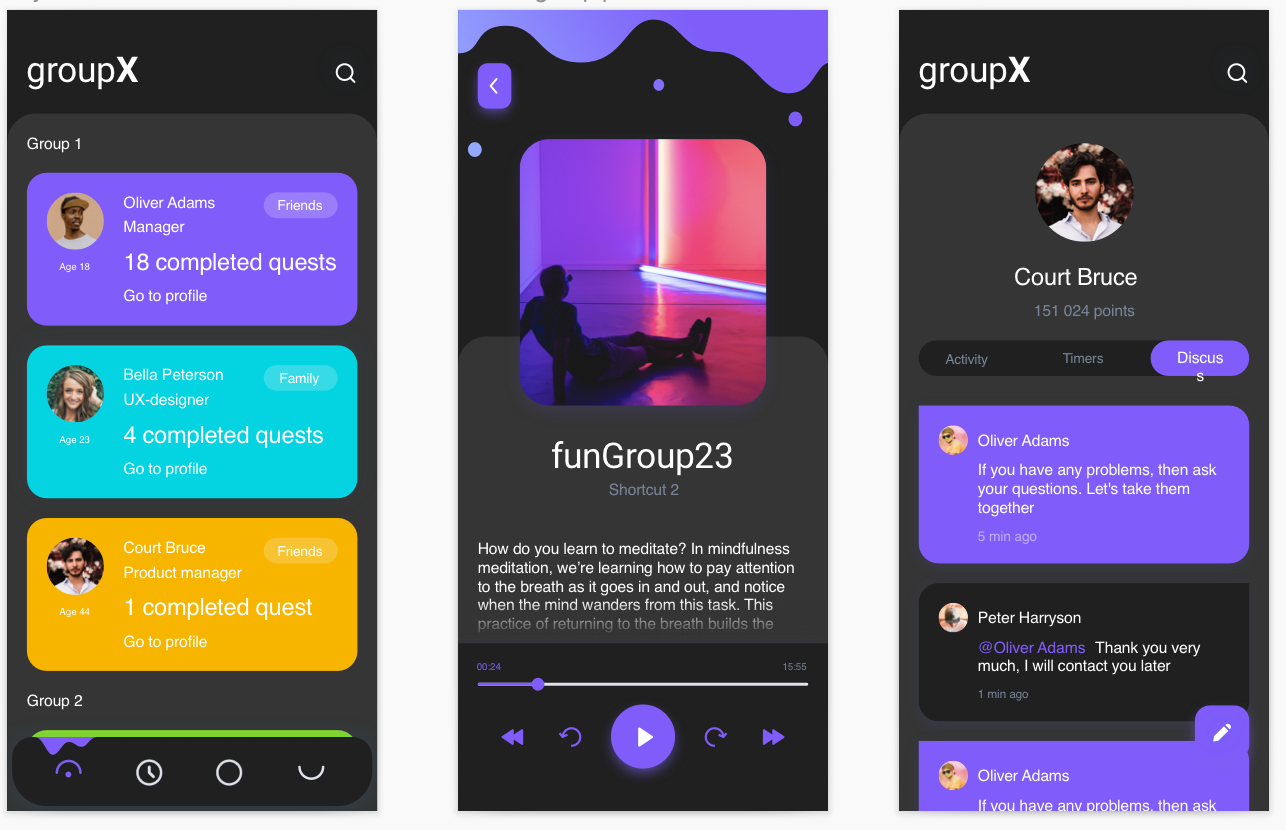 groupX
Group 1
Oliver Adams
Friends
Manager
Age 18
18 completed quests
Go to profile
Bella Peterson
Family
UX-designer
Age 23
4 completed quests
Go to profile
Court Bruce
Friends
Product manager
Age 44
1 completed quest
Go to profile
Group 2
funGroup23
Shortcut 2
How do you learn to meditate? In mindfulness
meditation, we’re learning how to pay attention
to the breath as it goes in and out, and notice
when the mind wanders from this task. This
practice of returning to the breath builds the
00:24
15:55
groupX
Court Bruce
151 024 points
Activity
Timers
Discus
s
Oliver Adams
If you have any problems, then ask
your questions. Let's take them
together
5 min ago
Peter Harryson
@Oliver Adams Thank you very
much, I will contact you later
1 min ago
Oliver Adams
If you have any problems, then ask